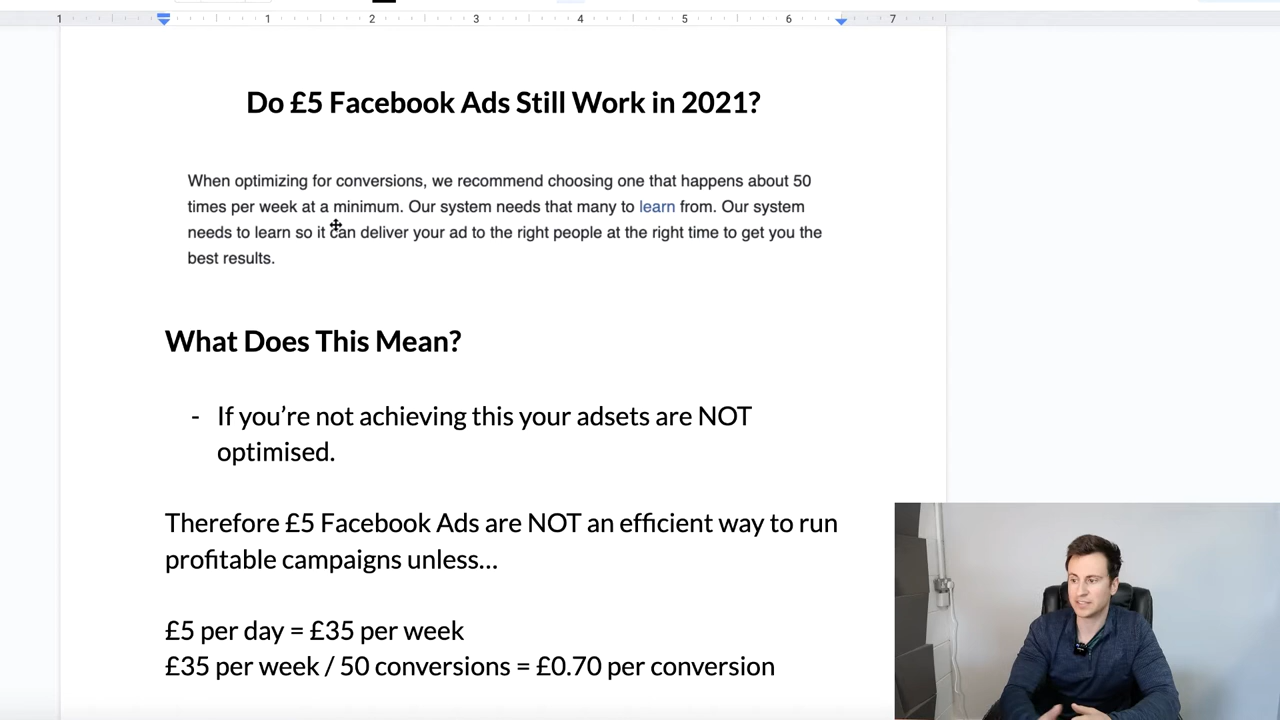 1 1 2 3 4 5 6 7
Do £5 Facebook Ads Still Work in 2021?
When optimizing for conversions, we recommend choosing one that happens about 50
times per week at a minimum. Our system needs that many to learn from. Our system
needs to learn so it can deliver your ad to the right people at the right time to get you the
best results.
What Does This Mean?
- If you’re not achieving this your adsets are NOT
optimised.
Therefore £5 Facebook Ads are NOT an efficient way to run
profitable campaigns unless...
£5 per day = £35 per week
£35 per week / 50 conversions = £0.70 per conversion